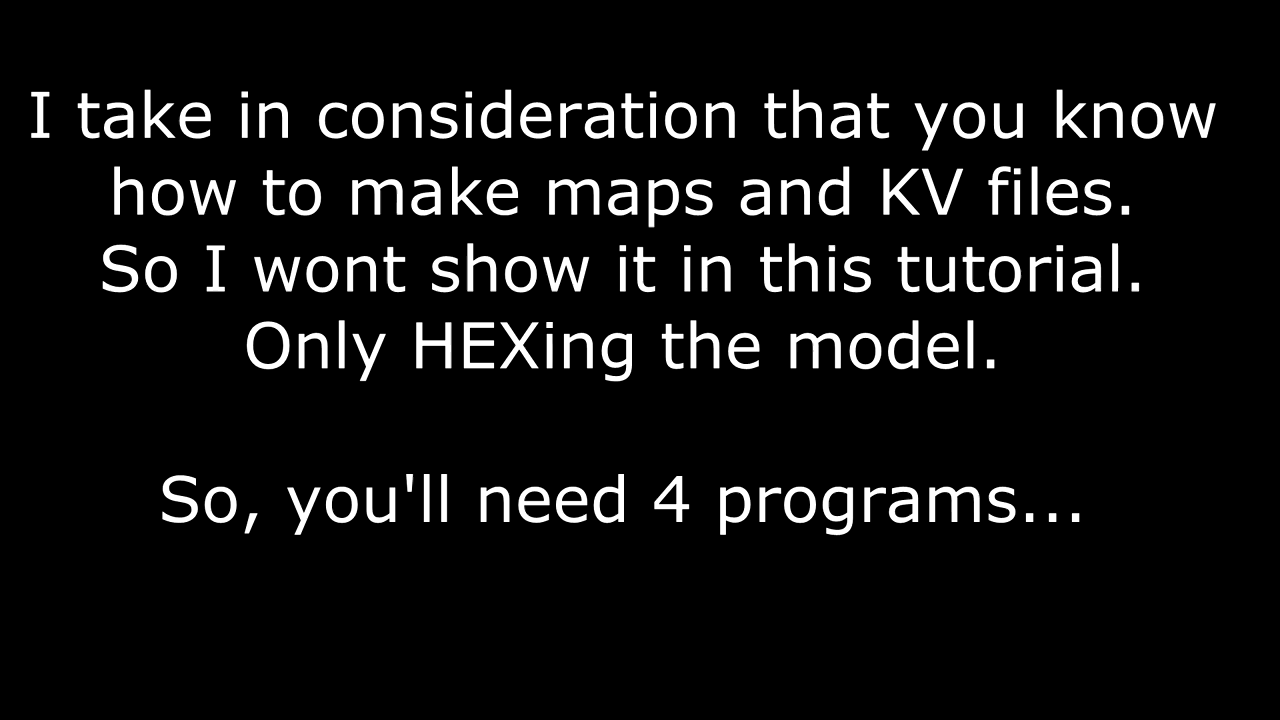 I take in consideration that you know
how to make maps and KV files.
So I wont show it in this tutorial.
Only HEXing the model.
So, you'll need 4 programs...